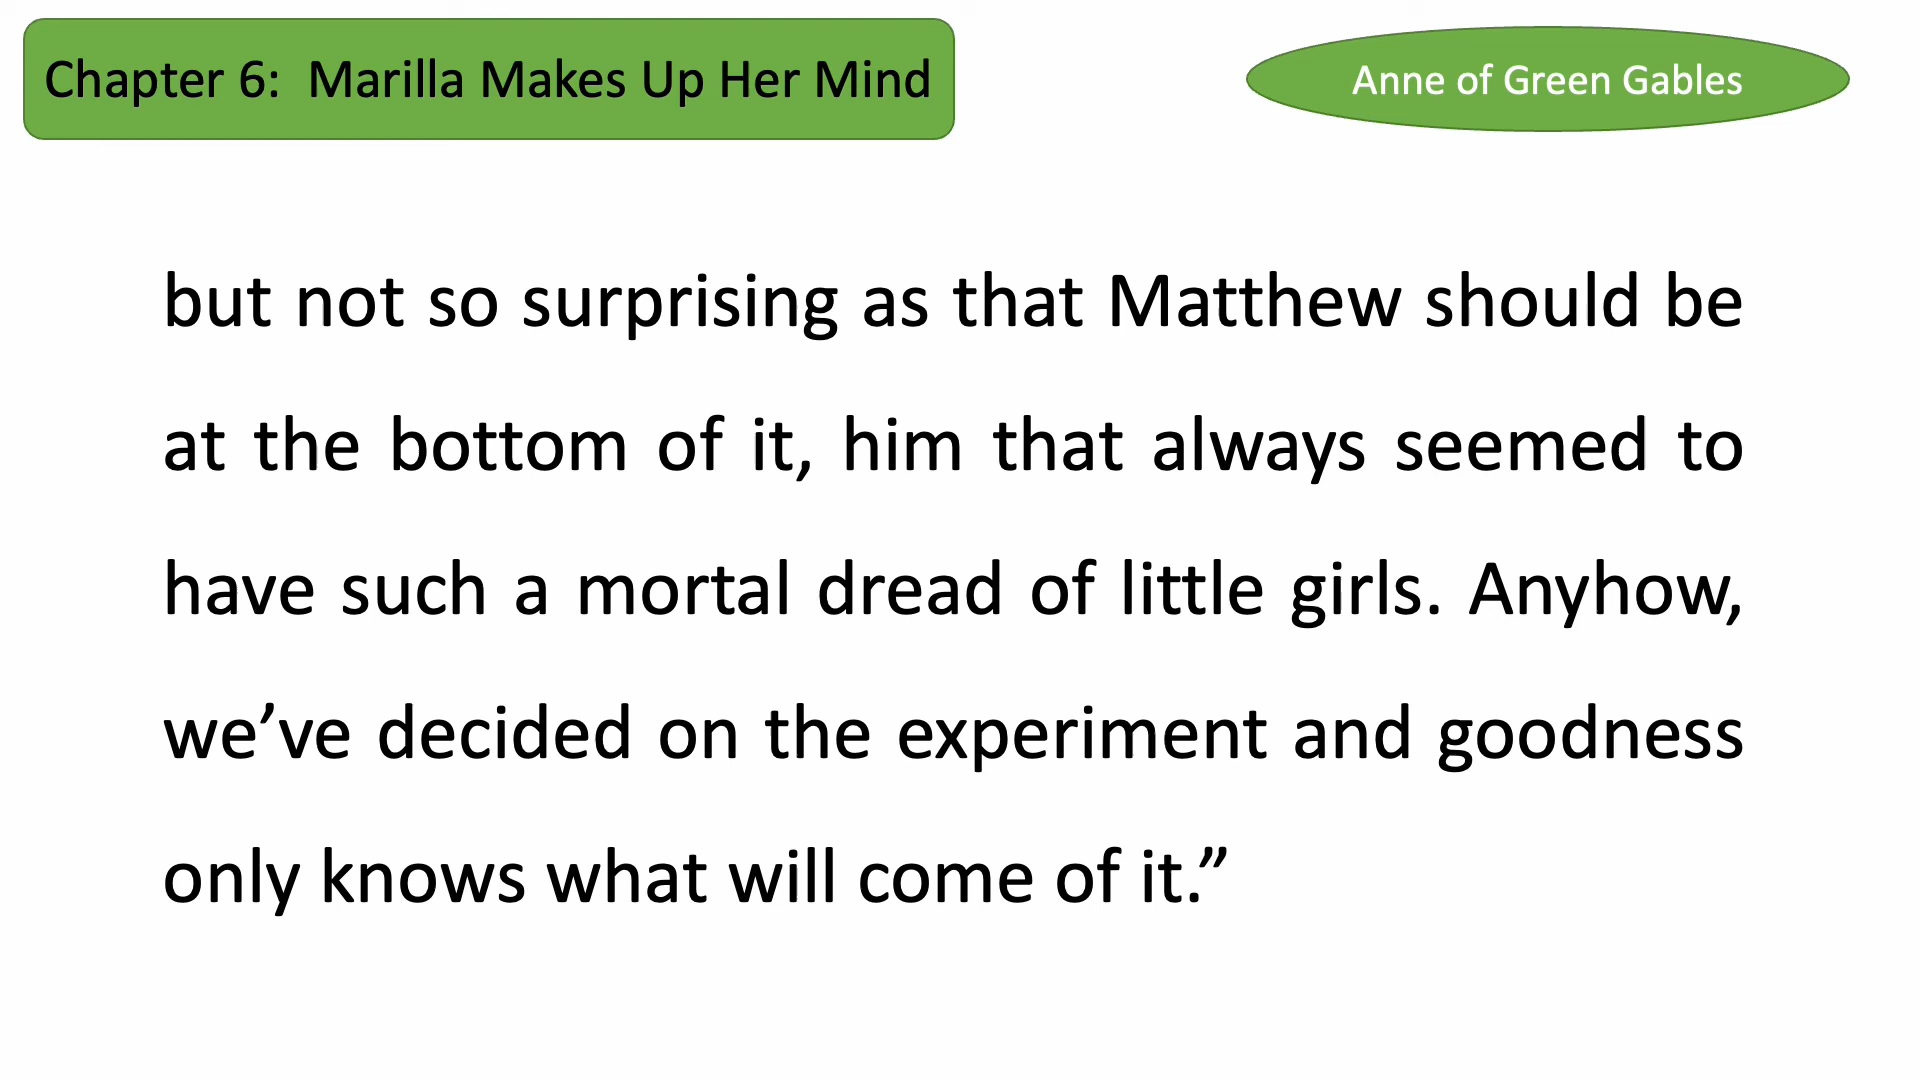 Chapter 6:  Marilla Makes Up Her Mind
Anne of Green Gables
but not so surprising as that Matthew should be
at the bottom of it, him that always seemed to
have such a mortal dread of little girls. Anyhow,
we’ve decided on the experiment and goodness
only knows what will come of it.”